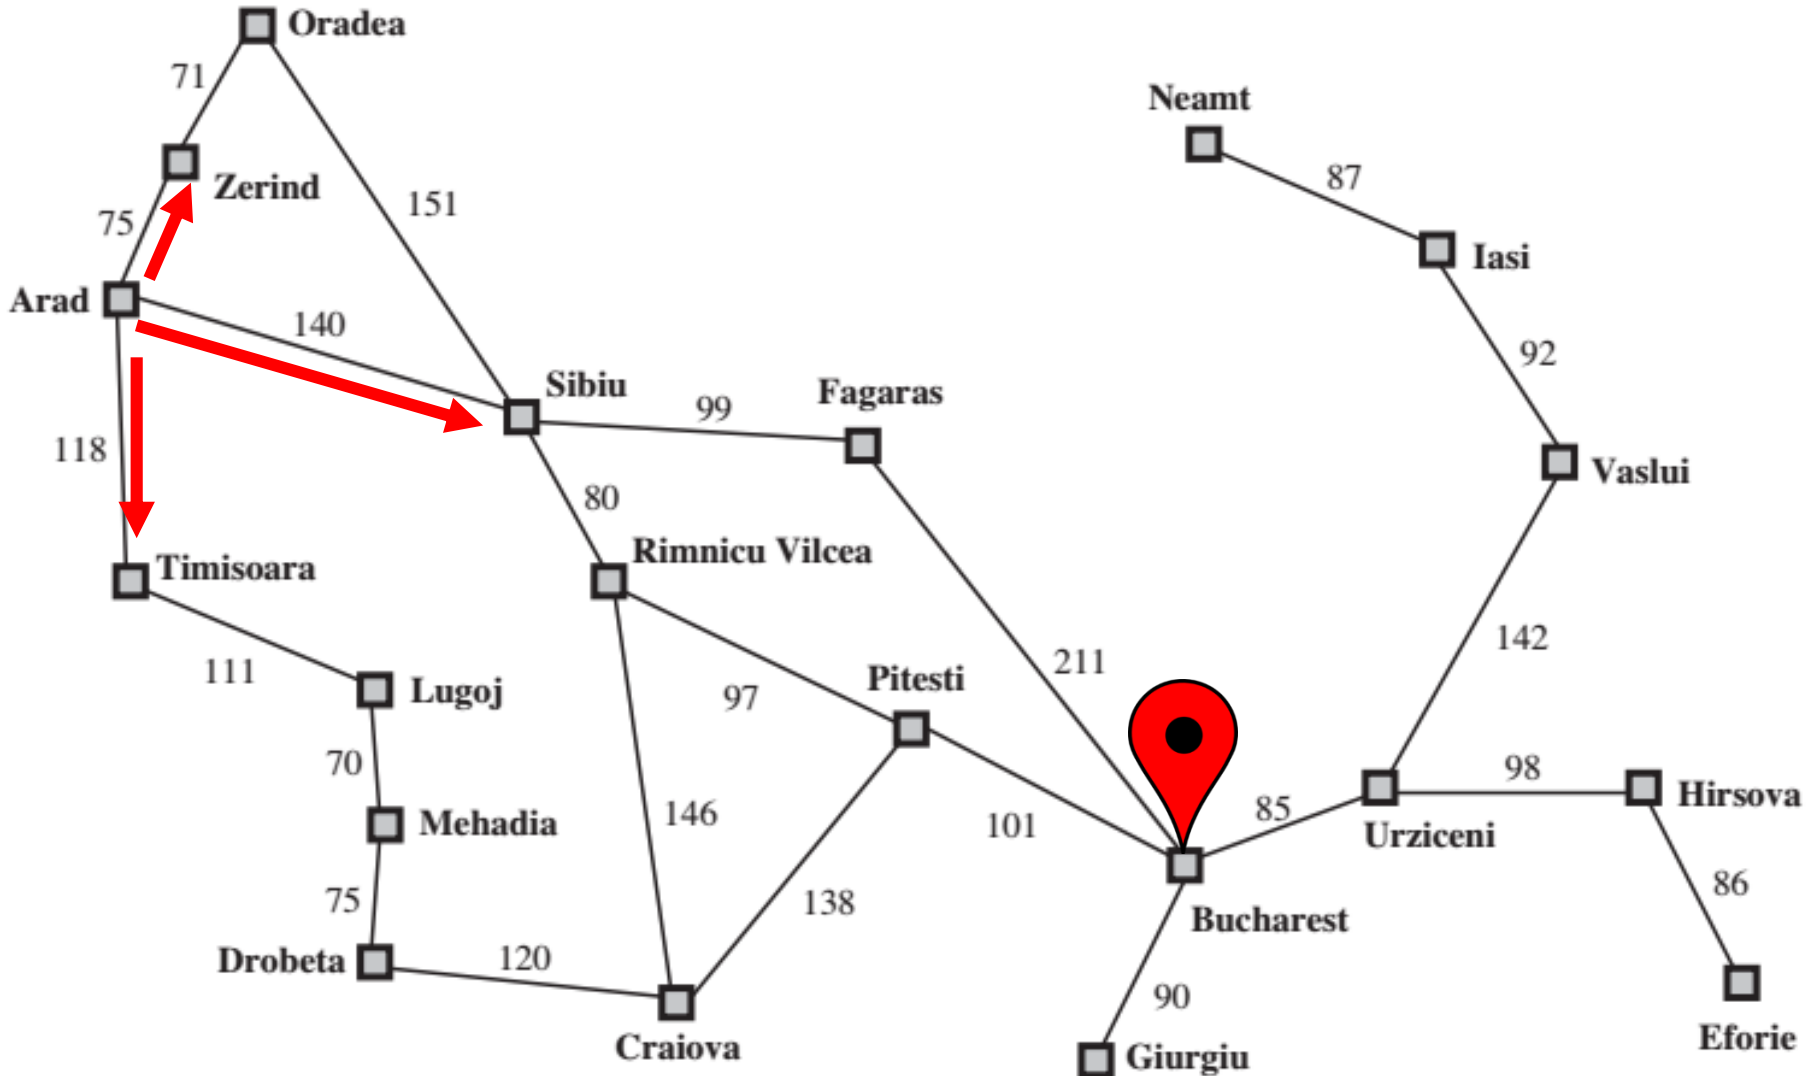 Oradea
71
Neamt
87
Zerind
151
75
Iasi
Arad
140
92
Sibiu
99
Fagaras
118
Vaslui
80
Rimnicu Vilcea
Timisoara
142
111
211
Lugoj
97
Pitesti
70
98
Hirsova
Mehadia
146
101
85
Urziceni
86
75
138
Bucharest
Drobeta
120
90
Craiova
Giurgiu
Eforie